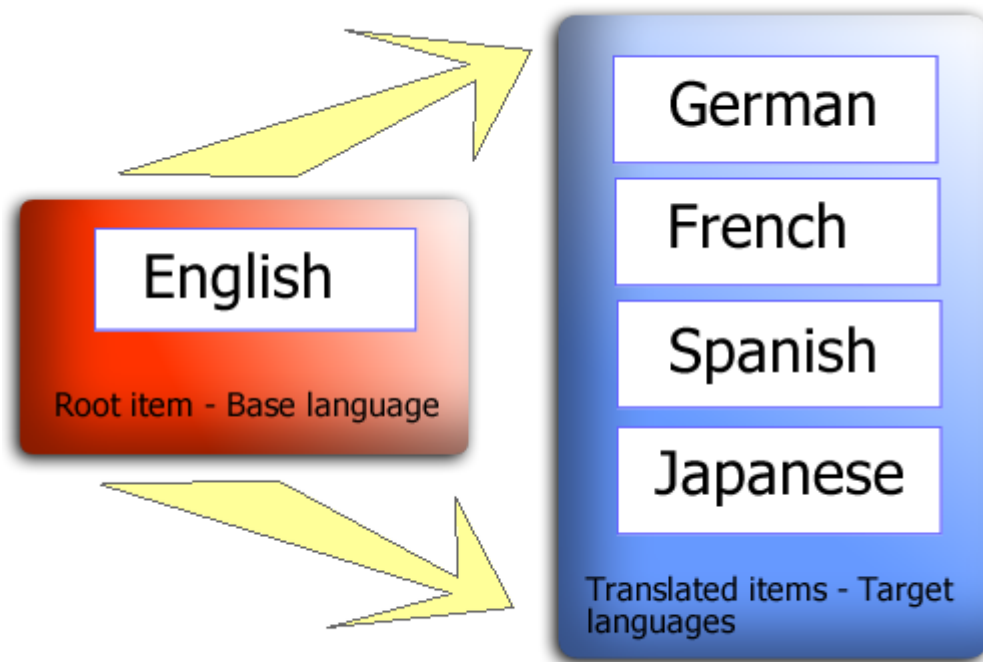 English
Root item - Base language
German
French
Spanish
Japanese
Translated items - Target
languages